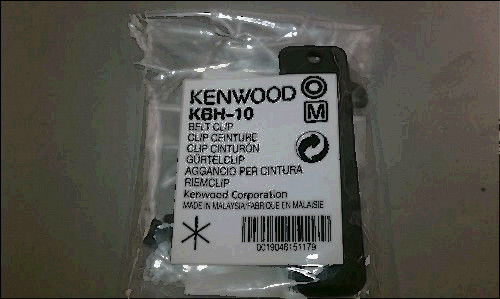 KENWOOD
KBH-10
M
BELT CLIP
CLIP CEINTURE
CLIP CINTURÓN
GÜRTELCLIP
AGGANCIO PER CINTURA
RIEMCLIP
Kenwood Corporation
MADE IN MALAYSIA/FABRIQUE EN MALAISIE
0019048151179